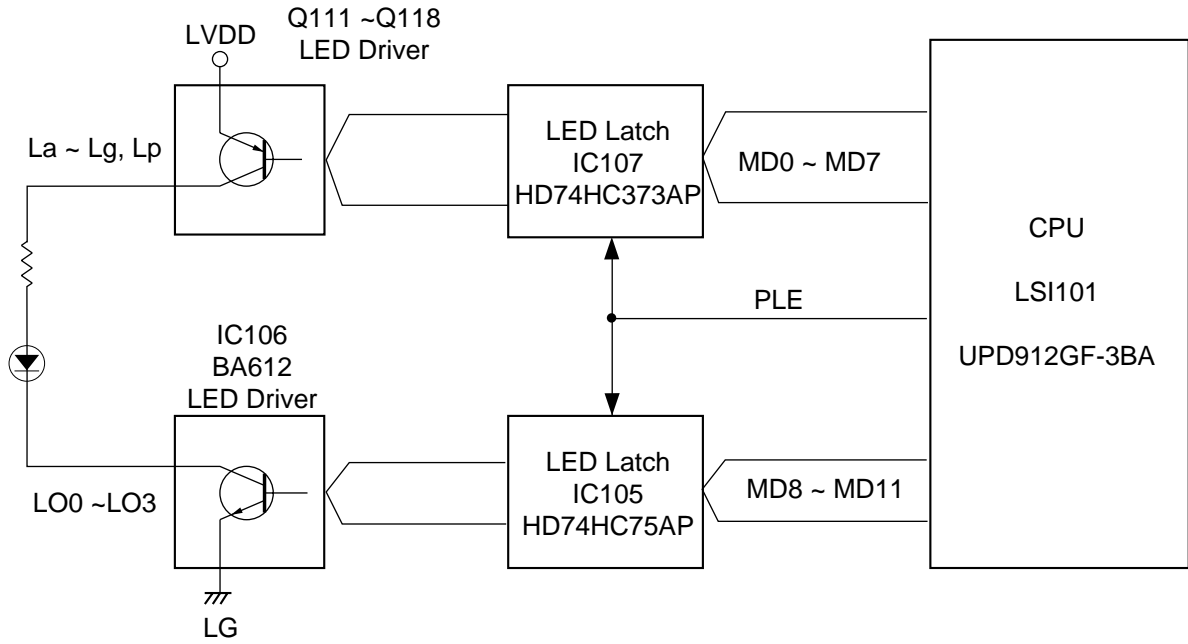 Q111 ~Q118
LED Driver
LVDD
La ~ Lg, Lp
LED Latch
IC107
HD74HC373AP
MD0 ~ MD7
CPU
LSI101
UPD912GF-3BA
PLE
IC106
BA612
LED Driver
LO0 ~LO3
LED Latch
IC105
HD74HC75AP
MD8 ~ MD11
LG